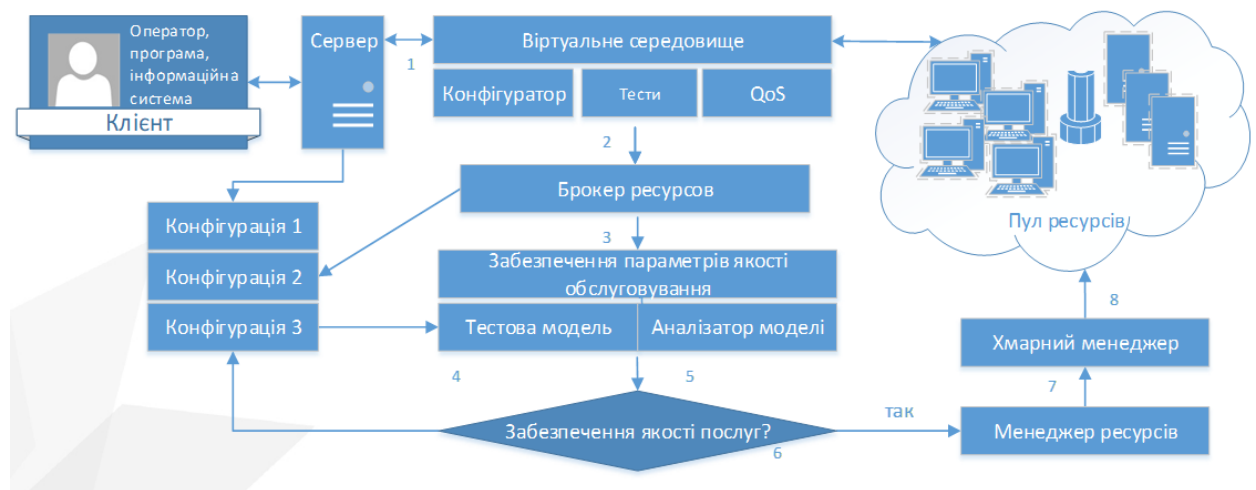 Оператор,
програма,
інформаційна
система
Клієнт
Сервер
1
Віртуальне середовище
Конфігуратор
Тести
QoS
2
Брокер ресурсов
3
Забезпечення параметрів якості
обслуговування
Тестова модель
Аналізатор моделі
Конфігурація 1
Конфігурація 2
Конфігурація 3
4
5
Забезпечення якості послуг?
6
так
Менеджер ресурсів
7
Хмарний менеджер
8
Пул ресурсів